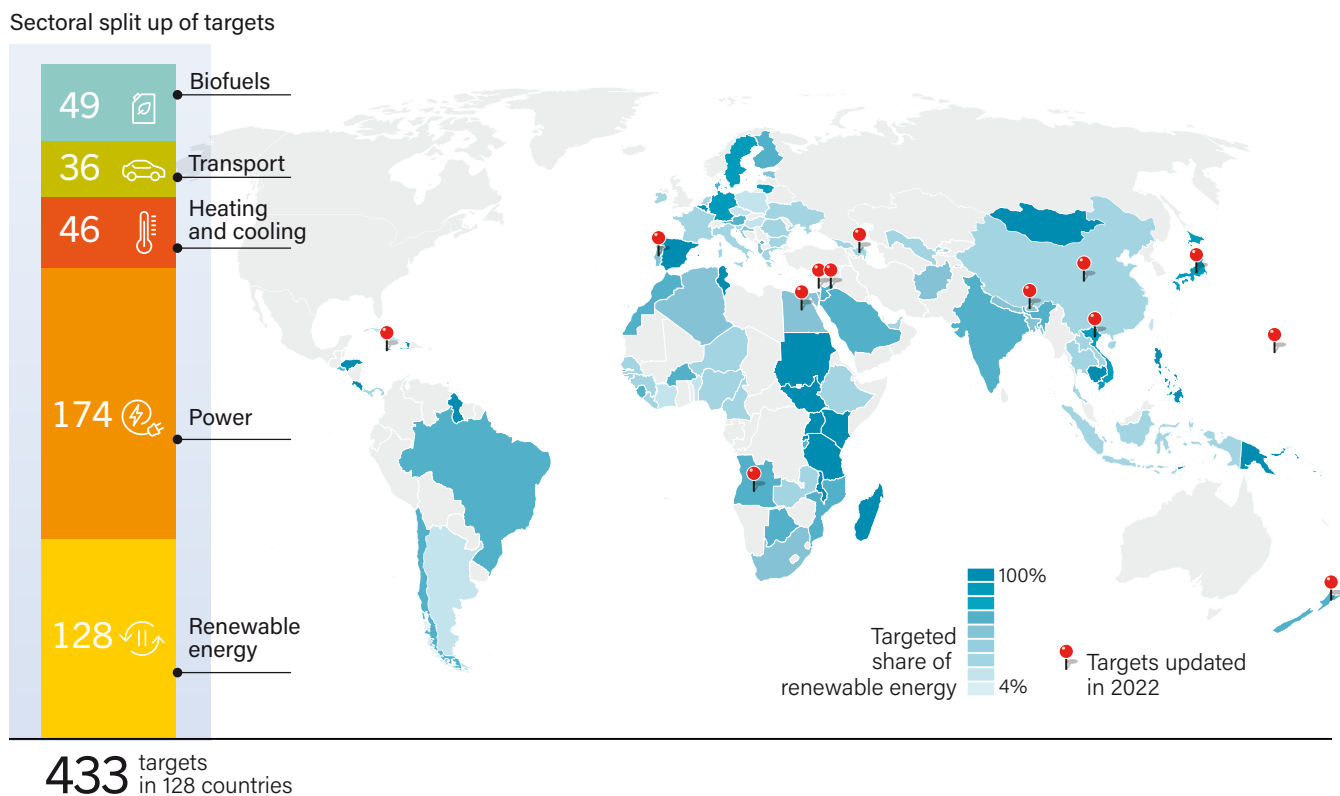 Sectoral split up of targets
49
Biofuels
36
Transport
46
Heating
and cooling
174
Power
128
Renewable
energy
433
targets
in 128 countries
Targeted
share of
renewable energy
100%
4%
Targets updated
in 2022